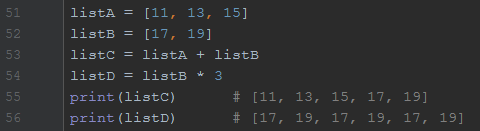 51 listA = [11, 13, 15]
52 listB = [17, 19]
53 listC = listA + listB
54 listD = listB * 3
55 print(listC)      # [11, 13, 15, 17, 19]
56 print(listD)      # [17, 19, 17, 19, 17, 19]